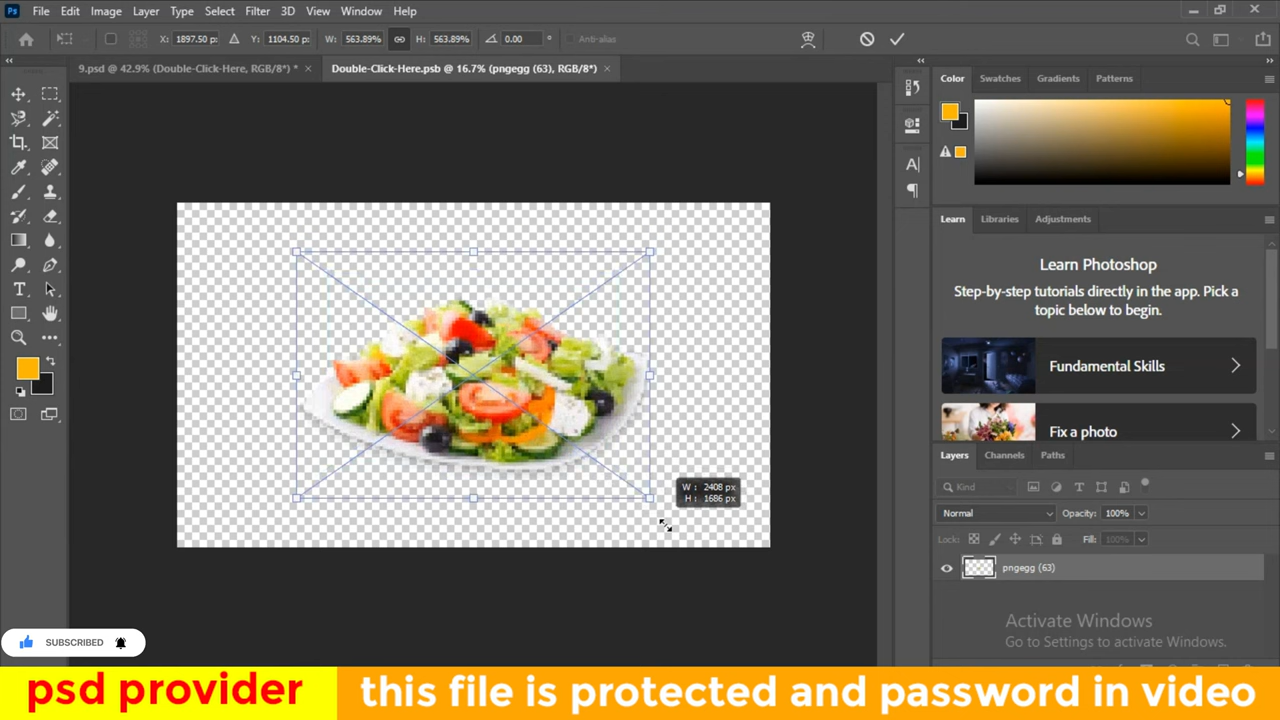 Ps File Edit Image Layer Type Select Filter 3D View Window Help
X: 1897.50 p: Y: 1104.50 p: W: 563.89% H: 563.89% 0.00 ° Anti-alias
9.psd @ 42.9% (Double-Click-Here, RGB/8*) * × Double-Click-Here.psb @ 16.7% (pngegg (63), RGB/8*) ×
Color Swatches Gradients Patterns
Learn Libraries Adjustments
Learn Photoshop
Step-by-step tutorials directly in the app. Pick a
topic below to begin.
Fundamental Skills
Fix a photo
Layers Channels Paths
Kind
Normal Opacity: 100%
Lock: Fill: 100%
pngegg (63)
W : 2408 px
H : 1686 px
Activate Windows
Go to Settings to activate Windows.
SUBSCRIBED
psd provider this file is protected and password in video